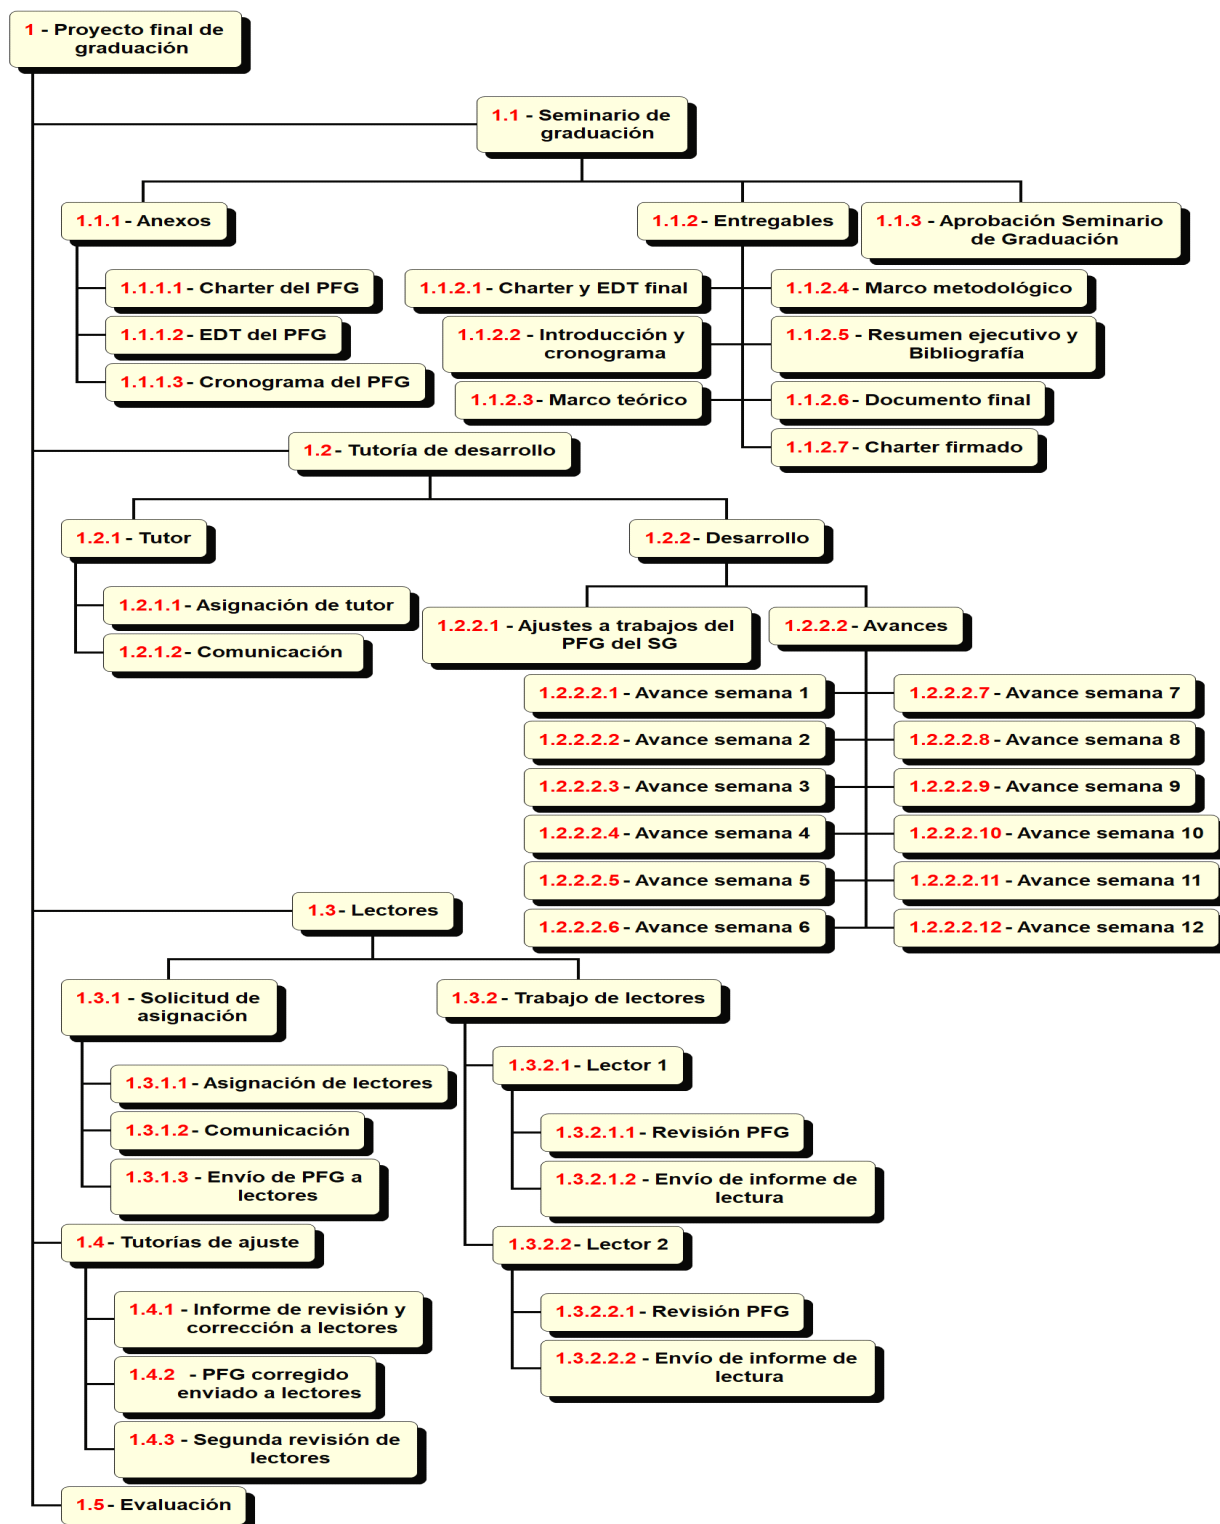 1 - Proyecto final de
graduación
1.1 - Seminario de
graduación
1.1.1 - Anexos
1.1.1.1 - Charter del PFG
1.1.1.2 - EDT del PFG
1.1.1.3 - Cronograma del PFG
1.1.2 - Entregables
1.1.2.1 - Charter y EDT final
1.1.2.2 - Introducción y
cronograma
1.1.2.3 - Marco teórico
1.1.2.4 - Marco metodológico
1.1.2.5 - Resumen ejecutivo y
Bibliografía
1.1.2.6 - Documento final
1.1.2.7 - Charter firmado
1.1.3 - Aprobación Seminario
de Graduación
1.2 - Tutoría de desarrollo
1.2.1 - Tutor
1.2.1.1 - Asignación de tutor
1.2.1.2 - Comunicación
1.2.2 - Desarrollo
1.2.2.1 - Ajustes a trabajos del
PFG del SG
1.2.2.2 - Avances
1.2.2.2.1 - Avance semana 1
1.2.2.2.2 - Avance semana 2
1.2.2.2.3 - Avance semana 3
1.2.2.2.4 - Avance semana 4
1.2.2.2.5 - Avance semana 5
1.2.2.2.6 - Avance semana 6
1.2.2.2.7 - Avance semana 7
1.2.2.2.8 - Avance semana 8
1.2.2.2.9 - Avance semana 9
1.2.2.2.10 - Avance semana 10
1.2.2.2.11 - Avance semana 11
1.2.2.2.12 - Avance semana 12
1.3 - Lectores
1.3.1 - Solicitud de
asignación
1.3.1.1 - Asignación de lectores
1.3.1.2 - Comunicación
1.3.1.3 - Envío de PFG a
lectores
1.3.2 - Trabajo de lectores
1.3.2.1 - Lector 1
1.3.2.1.1 - Revisión PFG
1.3.2.1.2 - Envío de informe de
lectura
1.3.2.2 - Lector 2
1.3.2.2.1 - Revisión PFG
1.3.2.2.2 - Envío de informe de
lectura
1.4 - Tutorías de ajuste
1.4.1 - Informe de revisión y
corrección a lectores
1.4.2 - PFG corregido
enviado a lectores
1.4.3 - Segunda revisión de
lectores
1.5 - Evaluación